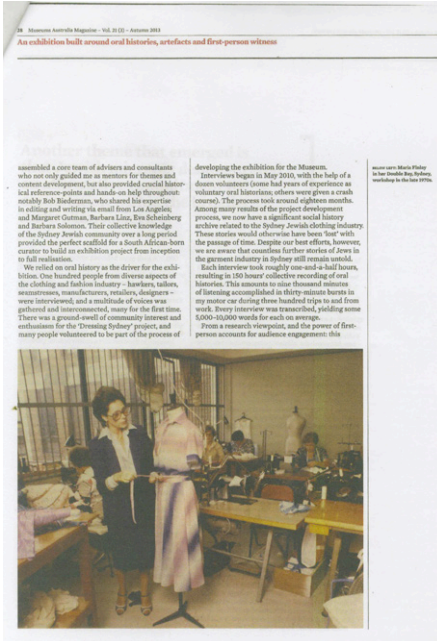 28 Museums Australia Magazine – Vol. 21 (3) – Autumn 2013
An exhibition built around oral histories, artefacts and first-person witness
assembled a core team of advisers and consultants
who not only guided me as mentors for themes and
content development, but also provided crucial histor-
ical reference-points and hands-on help throughout:
notably Bob Biederman, who shared his expertise
in editing and writing via email from Los Angeles;
and Margaret Gutman, Barbara Linz, Eva Scheinberg
and Barbara Solomon. Their collective knowledge
of the Sydney Jewish community over a long period
provided the perfect scaffold for a South African-born
curator to build an exhibition project from inception
to full realisation.
We relied on oral history as the driver for the exhi-
bition. One hundred people from diverse aspects of
the clothing and fashion industry – hawkers, tailors,
seamstresses, manufacturers, retailers, designers –
were interviewed; and a multitude of voices was
gathered and interconnected, many for the first time.
There was a ground-swell of community interest and
enthusiasm for the 'Dressing Sydney' project, and
many people volunteered to be part of the process of
developing the exhibition for the Museum.
Interviews began in May 2010, with the help of a
dozen volunteers (some had years of experience as
voluntary oral historians; others were given a crash
course). The process took around eighteen months.
Among many results of the project development
process, we now have a significant social history
archive related to the Sydney Jewish clothing industry.
These stories would otherwise have been 'lost' with
the passage of time. Despite our best efforts, however,
we are aware that countless further stories of Jews in
the garment industry in Sydney still remain untold.
Each interview took roughly one-and-a-half hours,
resulting in 150 hours' collective recording of oral
histories. This amounts to nine thousand minutes
of listening accomplished in thirty-minute bursts in
my motor car during three hundred trips to and from
work. Every interview was transcribed, yielding some
5,000–10,000 words for each on average.
From a research viewpoint, and the power of first-
person accounts for audience engagement: this
BELOW LEFT: Maria Finlay
in her Double Bay, Sydney,
workshop in the late 1970s.